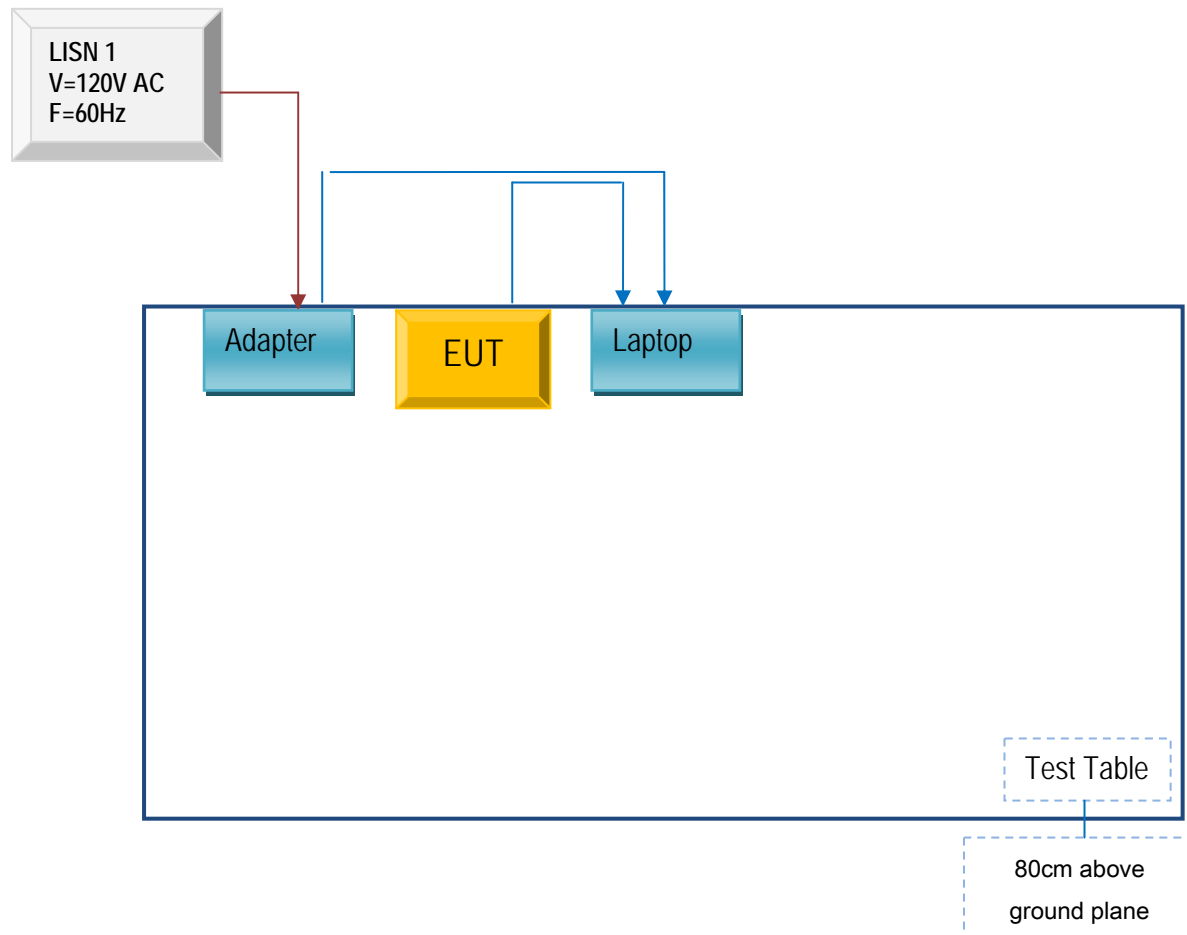 LISN 1
V=120V AC
F=60Hz
Adapter
EUT
Laptop
Test Table
80cm above
ground plane